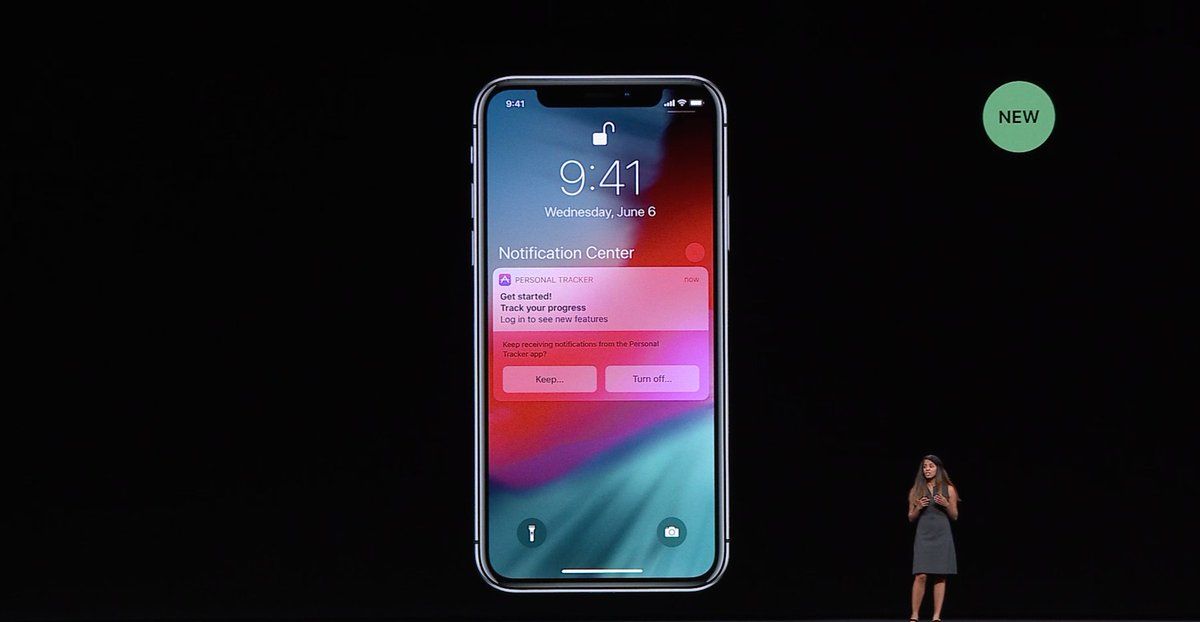 9:41
NEW
9:41
Wednesday, June 6
Notification Center
PERSONAL TRACKER now
Get started!
Track your progress
Log in to see new features
Keep receiving notifications from the Personal
Tracker app?
Keep... Turn off...